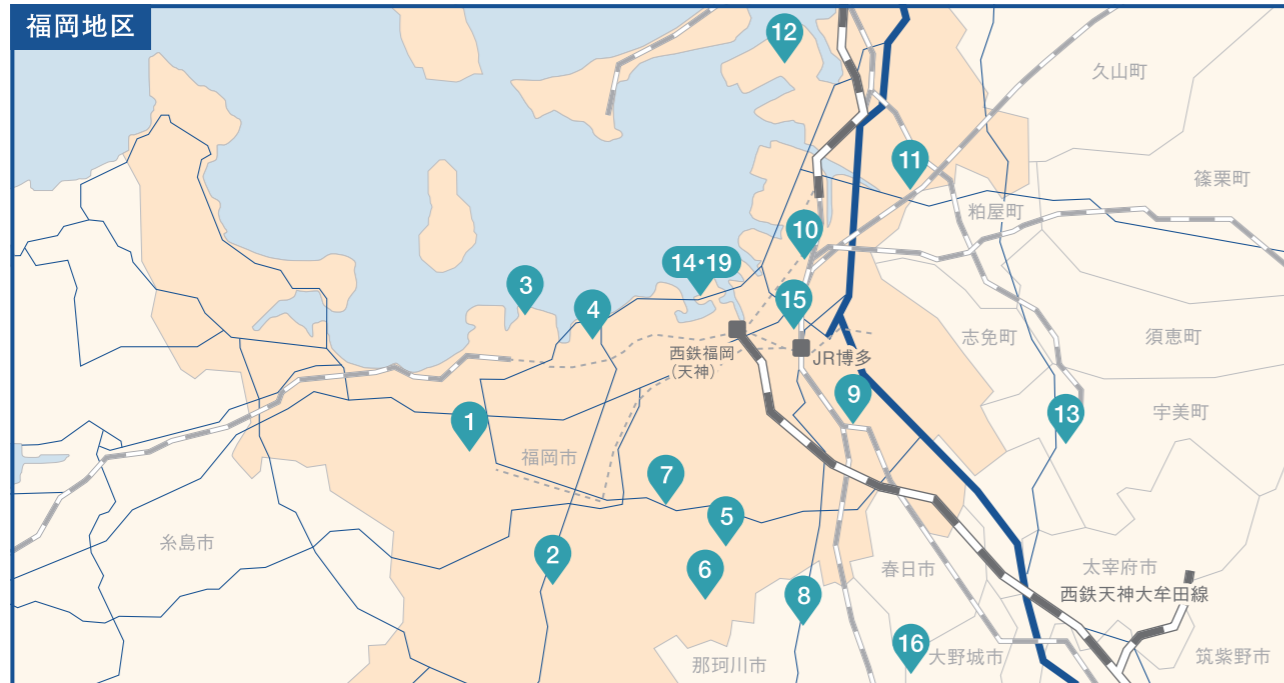 福岡地区
12
久山町
11
篠栗町
粕屋町
10
14・19
3
15
4
志免町
須恵町
西鉄福岡
（天神）
JR博多
9
1
13
宇美町
福岡市
7
5
糸島市
2
6
春日市
太宰府市
8
西鉄天神大牟田線
16
那珂川市
大野城市
筑紫野市